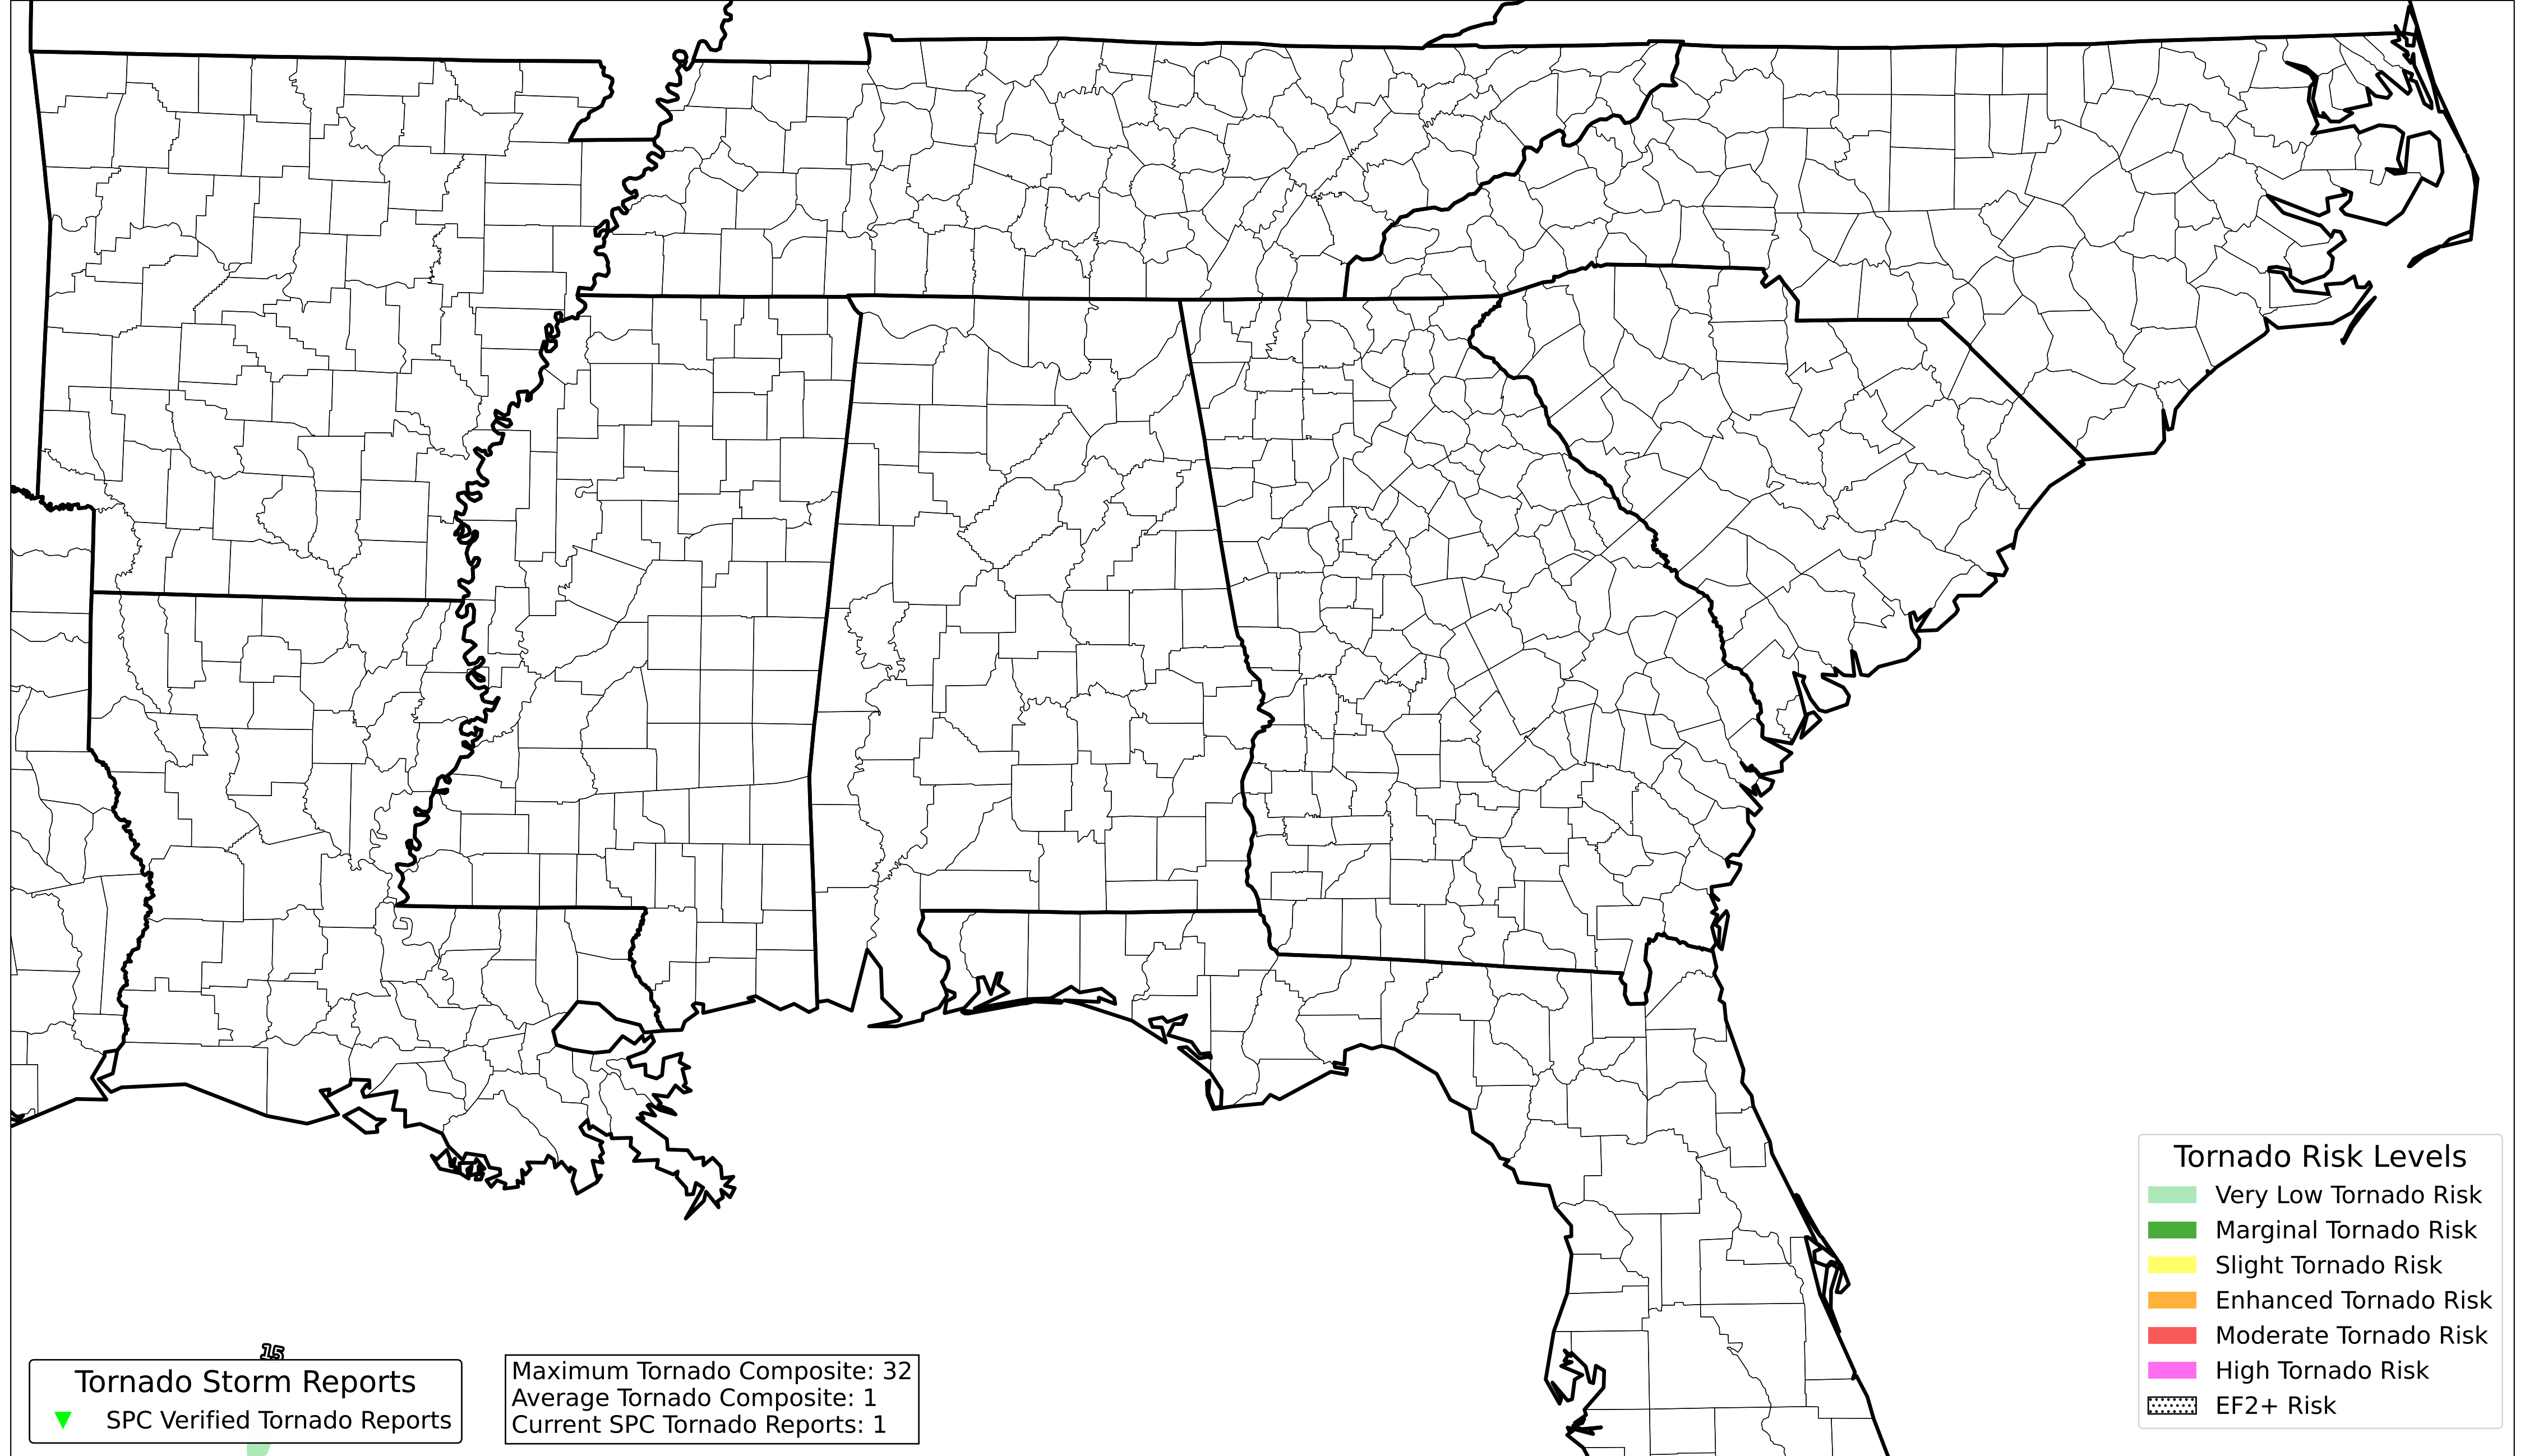 15
Tornado Storm Reports
SPC Verified Tornado Reports
Maximum Tornado Composite: 32
Average Tornado Composite: 1
Current SPC Tornado Reports: 1
Tornado Risk Levels
Very Low Tornado Risk
Marginal Tornado Risk
Slight Tornado Risk
Enhanced Tornado Risk
Moderate Tornado Risk
High Tornado Risk
EF2+ Risk